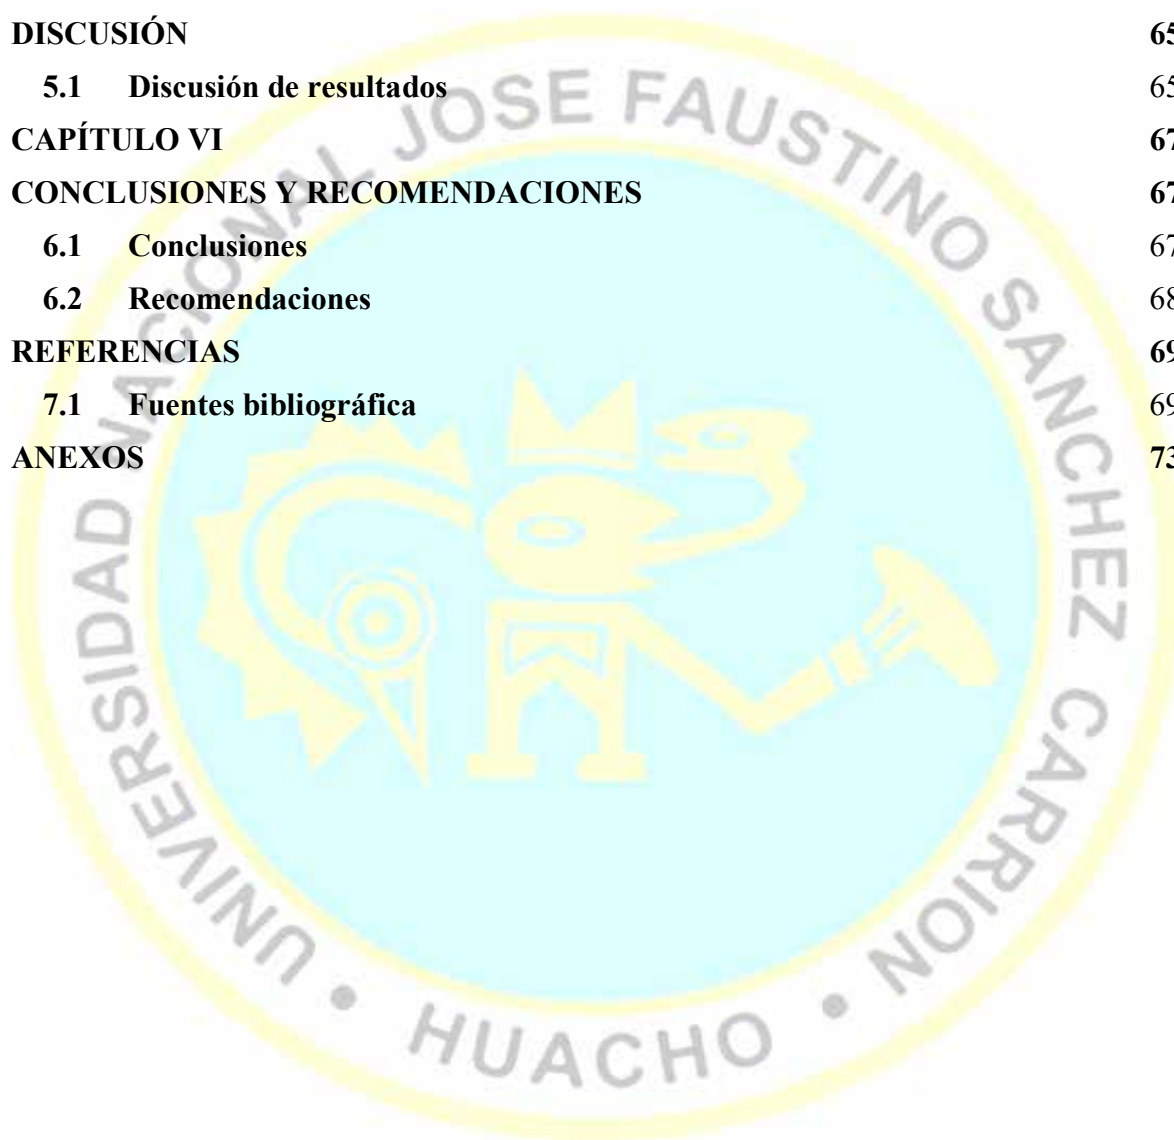 DISCUSIÓN 65
5.1 Discusión de resultados 65
CAPÍTULO VI 67
CONCLUSIONES Y RECOMENDACIONES 67
6.1 Conclusiones 67
6.2 Recomendaciones 68
REFERENCIAS 69
7.1 Fuentes bibliográfica 69
ANEXOS 73
UNIVERSIDAD NACIONAL JOSE FAUSTINO SANCHEZ CARRION • HUACHO •